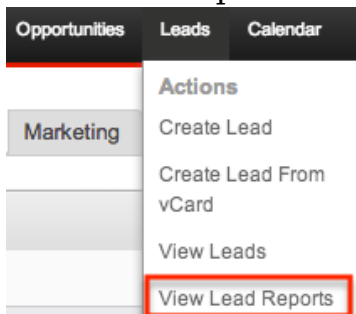 Opportunities Leads Calendar
Actions
Marketing
Create Lead
Create Lead From
vCard
View Leads
View Lead Reports